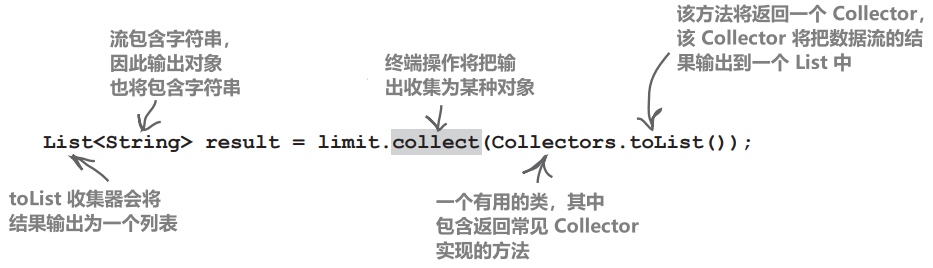 流包含字符串，
因此输出对象
也将包含字符串
终端操作将把输
出收集为某种对象
该方法将返回一个 Collector，
该 Collector 将把数据流的结
果输出到一个 List 中
List<String> result = limit.collect(Collectors.toList());
toList 收集器会将
结果输出为一个列表
一个有用的类，其中
包含返回常见 Collector
实现的方法